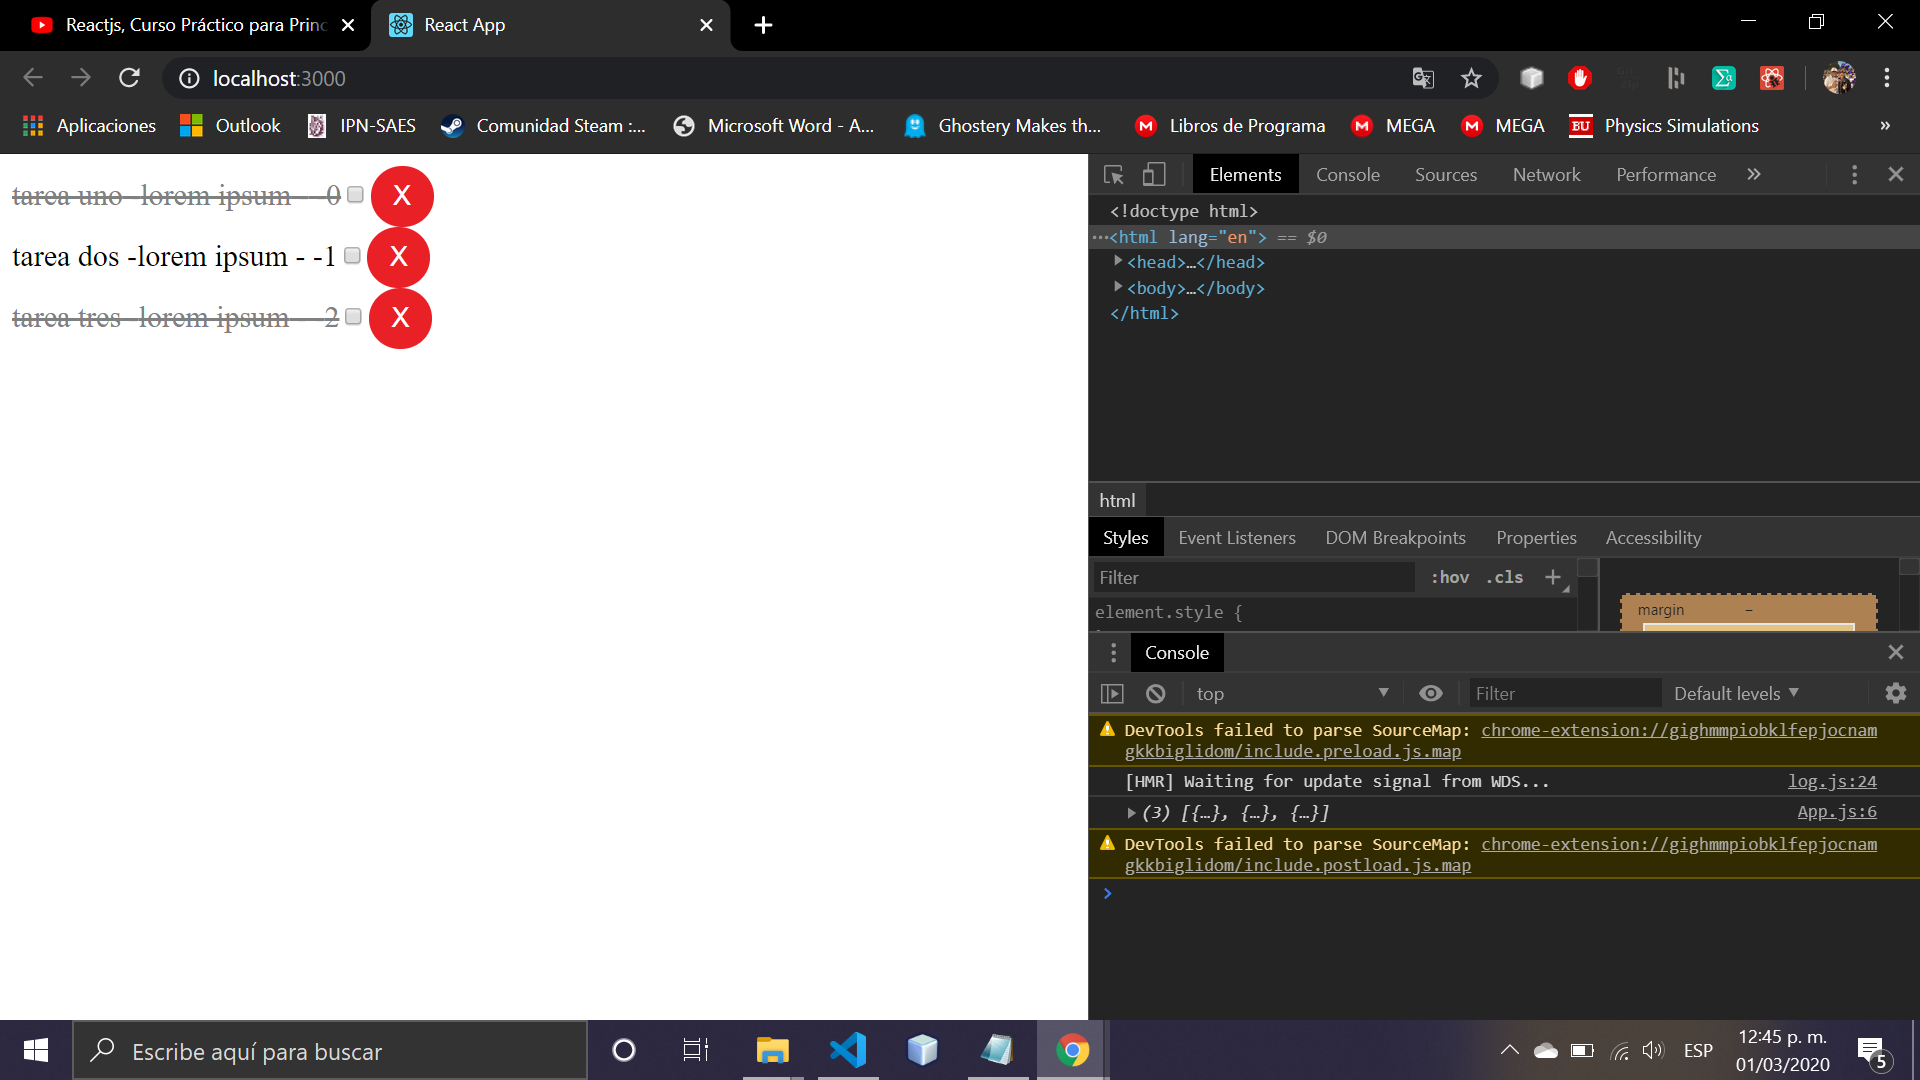 Reactjs, Curso Práctico para Princ
React App
localhost:3000
Aplicaciones
Outlook
IPN-SAES
Comunidad Steam :...
Microsoft Word - A...
Ghostery Makes th...
Libros de Programa
MEGA
MEGA
BU
Physics Simulations
»
tarea uno -lorem ipsum - -0 X
tarea dos -lorem ipsum - -1 X
tarea tres -lorem ipsum - -2 X
Elements
Console
Sources
Network
Performance
»
<!doctype html>
…<html lang="en"> == $0
<head>…</head>
<body>…</body>
</html>
html
Styles
Event Listeners
DOM Breakpoints
Properties
Accessibility
Filter
:hov
.cls
+
element.style {
margin
–
Console
top
Filter
Default levels
DevTools failed to parse SourceMap: chrome-extension://gighmmpiobklfepjocnam
gkkbiglidom/include.preload.js.map
[HMR] Waiting for update signal from WDS...
log.js:24
(3) [{…}, {…}, {…}]
App.js:6
DevTools failed to parse SourceMap: chrome-extension://gighmmpiobklfepjocnam
gkkbiglidom/include.postload.js.map
>
Escribe aquí para buscar
ESP
12:45 p. m.
01/03/2020
5